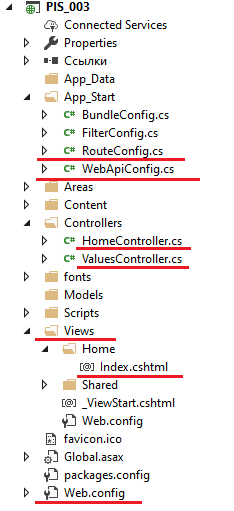 PIS_003
Connected Services
Properties
Ссылки
App_Data
App_Start
C# BundleConfig.cs
C# FilterConfig.cs
C# RouteConfig.cs
C# WebApiConfig.cs
Areas
Content
Controllers
C# HomeController.cs
C# ValuesController.cs
fonts
Models
Scripts
Views
Home
[@] Index.cshtml
Shared
[@] _ViewStart.cshtml
Web.config
favicon.ico
Global.asax
packages.config
Web.config